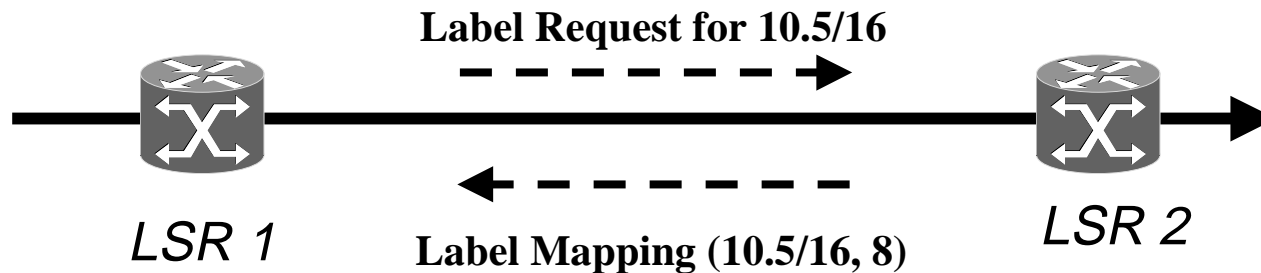 Label Request for 10.5/16
LSR 1
LSR 2
Label Mapping (10.5/16, 8)